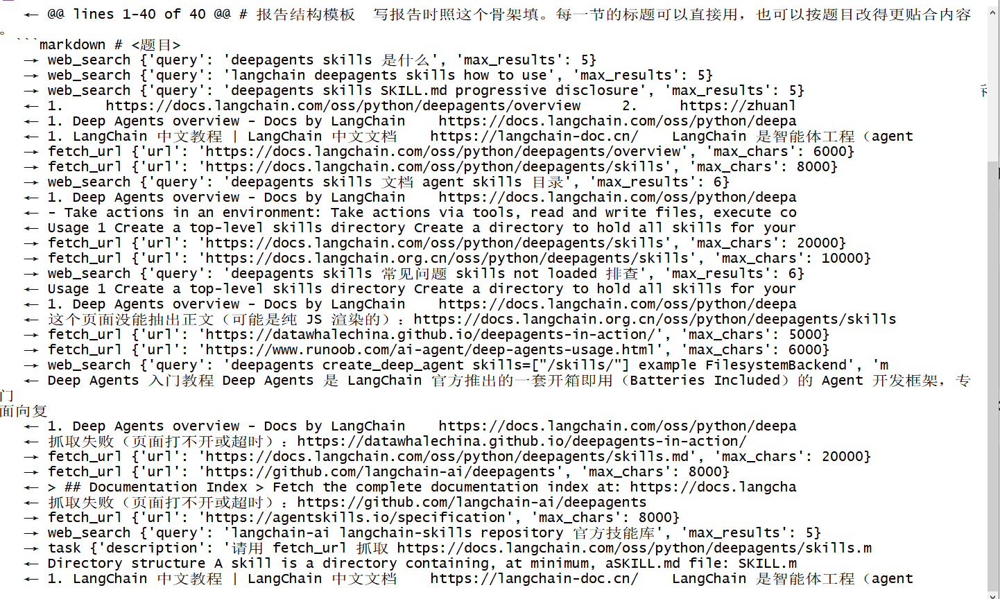 ← @@ lines 1-40 of 40 @@ # 报告结构模板  写报告时照这个骨架填。每一节的标题可以直接用，也可以按题目改得更贴合内容
。
```markdown # <题目>
→ web_search {'query': 'deepagents skills 是什么', 'max_results': 5}
→ web_search {'query': 'langchain deepagents skills how to use', 'max_results': 5}
→ web_search {'query': 'deepagents skills SKILL.md progressive disclosure', 'max_results': 5}
← 1.     https://docs.langchain.com/oss/python/deepagents/overview     2.     https://zhuanl
← 1. Deep Agents overview - Docs by LangChain    https://docs.langchain.com/oss/python/deepa
← 1. LangChain 中文教程 | LangChain 中文文档    https://langchain-doc.cn/    LangChain 是智能体工程（agent
→ fetch_url {'url': 'https://docs.langchain.com/oss/python/deepagents/overview', 'max_chars': 6000}
→ fetch_url {'url': 'https://docs.langchain.com/oss/python/deepagents/skills', 'max_chars': 8000}
→ web_search {'query': 'deepagents skills 文档 agent skills 目录', 'max_results': 6}
← 1. Deep Agents overview - Docs by LangChain    https://docs.langchain.com/oss/python/deepa
← - Take actions in an environment: Take actions via tools, read and write files, execute co
← Usage 1 Create a top-level skills directory Create a directory to hold all skills for your
→ fetch_url {'url': 'https://docs.langchain.com/oss/python/deepagents/skills', 'max_chars': 20000}
→ fetch_url {'url': 'https://docs.langchain.org.cn/oss/python/deepagents/skills', 'max_chars': 10000}
→ web_search {'query': 'deepagents skills 常见问题 skills not loaded 排查', 'max_results': 6}
← Usage 1 Create a top-level skills directory Create a directory to hold all skills for your
← 1. Deep Agents overview - Docs by LangChain    https://docs.langchain.com/oss/python/deepa
← 这个页面没能抽出正文（可能是纯 JS 渲染的）：https://docs.langchain.org.cn/oss/python/deepagents/skills
→ fetch_url {'url': 'https://datawhalechina.github.io/deepagents-in-action/', 'max_chars': 5000}
→ fetch_url {'url': 'https://www.runoob.com/ai-agent/deep-agents-usage.html', 'max_chars': 6000}
→ web_search {'query': 'deepagents create_deep_agent skills=["/skills/"] example FilesystemBackend', 'm
← Deep Agents 入门教程 Deep Agents 是 LangChain 官方推出的一套开箱即用（Batteries Included）的 Agent 开发框架，专
门
面向复
← 1. Deep Agents overview - Docs by LangChain    https://docs.langchain.com/oss/python/deepa
← 抓取失败（页面打不开或超时）：https://datawhalechina.github.io/deepagents-in-action/
→ fetch_url {'url': 'https://docs.langchain.com/oss/python/deepagents/skills.md', 'max_chars': 20000}
→ fetch_url {'url': 'https://github.com/langchain-ai/deepagents', 'max_chars': 8000}
← > ## Documentation Index > Fetch the complete documentation index at: https://docs.langcha
← 抓取失败（页面打不开或超时）：https://github.com/langchain-ai/deepagents
→ fetch_url {'url': 'https://agentskills.io/specification', 'max_chars': 8000}
→ web_search {'query': 'langchain-ai langchain-skills repository 官方技能库', 'max_results': 5}
→ task {'description': '请用 fetch_url 抓取 https://docs.langchain.com/oss/python/deepagents/skills.m
← Directory structure A skill is a directory containing, at minimum, aSKILL.md file: SKILL.m
← 1. LangChain 中文教程 | LangChain 中文文档    https://langchain-doc.cn/    LangChain 是智能体工程（agent